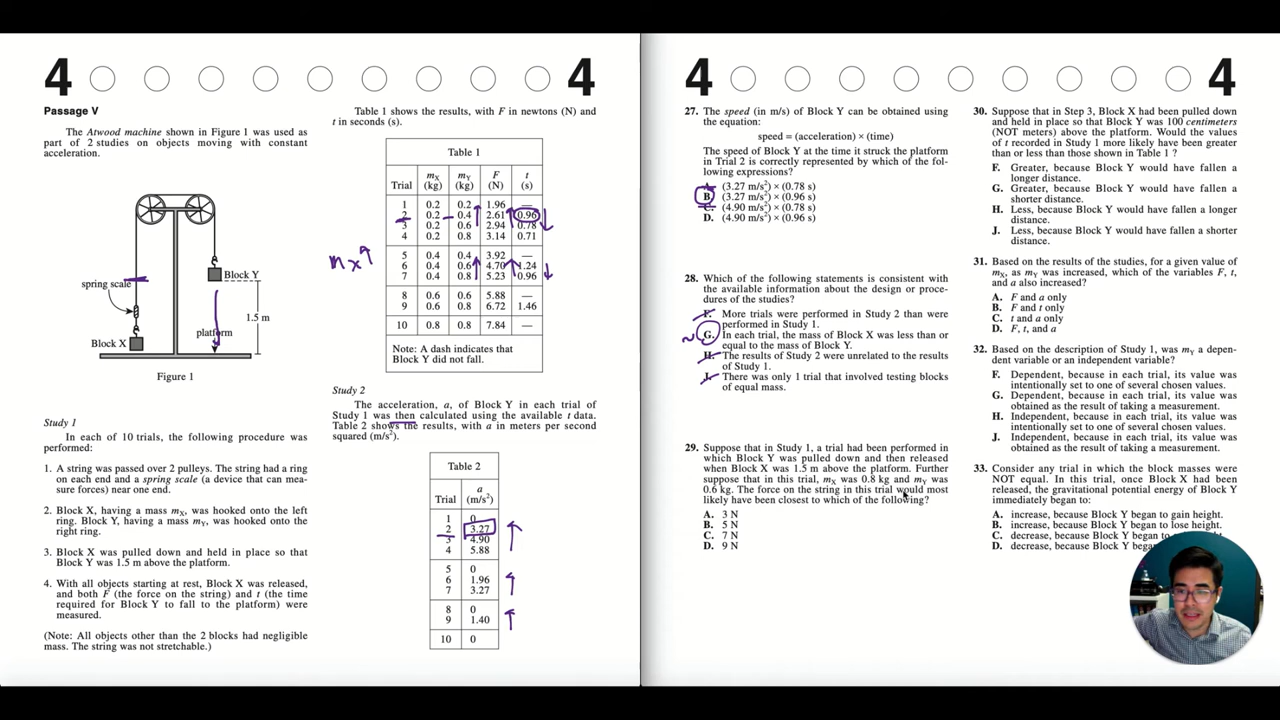 4
4
Passage V
The Atwood machine shown in Figure 1 was used as
part of 2 studies on objects moving with constant
acceleration.
spring scale
Block Y
platform
1.5 m
Block X
Figure 1
Study 1
In each of 10 trials, the following procedure was
performed:
1. A string was passed over 2 pulleys. The string had a ring
on each end and a spring scale (a device that can mea-
sure forces) near one end.
2. Block X, having a mass mX, was hooked onto the left
ring. Block Y, having a mass mY, was hooked onto the
right ring.
3. Block X was pulled down and held in place so that
Block Y was 1.5 m above the platform.
4. With all objects starting at rest, Block X was released,
and both F (the force on the string) and t (the time
required for Block Y to fall to the platform) were
measured.
(Note: All objects other than the 2 blocks had negligible
mass. The string was not stretchable.)
Table 1 shows the results, with F in newtons (N) and
t in seconds (s).
Table 1
Trial mX (kg) mY (kg) F (N) t (s)
1 0.2 0.2 1.96 —
2 0.2 0.4 2.61 0.96
3 0.2 0.6 2.94 0.78
4 0.2 0.8 3.14 0.71
5 0.4 0.4 3.92 —
6 0.4 0.6 4.70 1.24
7 0.4 0.8 5.23 0.96
8 0.6 0.6 5.88 —
9 0.6 0.8 6.72 1.46
10 0.8 0.8 7.84 —
Note: A dash indicates that
Block Y did not fall.
mx↑
Study 2
The acceleration, a, of Block Y in each trial of
Study 1 was then calculated using the available t data.
Table 2 shows the results, with a in meters per second
squared (m/s²).
Table 2
Trial a (m/s²)
1 0
2 3.27
3 4.90
4 5.88
5 0
6 1.96
7 3.27
8 0
9 1.40
10 0
4
4
27. The speed (in m/s) of Block Y can be obtained using
the equation:
speed = (acceleration) × (time)
The speed of Block Y at the time it struck the platform
in Trial 2 is correctly represented by which of the fol-
lowing expressions?
A. (3.27 m/s²) × (0.78 s)
B. (3.27 m/s²) × (0.96 s)
C. (4.90 m/s²) × (0.78 s)
D. (4.90 m/s²) × (0.96 s)
28. Which of the following statements is consistent with
the available information about the design or proce-
dures of the studies?
F. More trials were performed in Study 2 than were
performed in Study 1.
G. In each trial, the mass of Block X was less than or
equal to the mass of Block Y.
H. The results of Study 2 were unrelated to the results
of Study 1.
J. There was only 1 trial that involved testing blocks
of equal mass.
29. Suppose that in Study 1, a trial had been performed in
which Block Y was pulled down and then released
when Block X was 1.5 m above the platform. Further
suppose that in this trial, mX was 0.8 kg and mY was
0.6 kg. The force on the string in this trial would most
likely have been closest to which of the following?
A. 3 N
B. 5 N
C. 7 N
D. 9 N
30. Suppose that in Step 3, Block X had been pulled down
and held in place so that Block Y was 100 centimeters
(NOT meters) above the platform. Would the values
of t recorded in Study 1 more likely have been greater
than or less than those shown in Table 1 ?
F. Greater, because Block Y would have fallen a
longer distance.
G. Greater, because Block Y would have fallen a
shorter distance.
H. Less, because Block Y would have fallen a longer
distance.
J. Less, because Block Y would have fallen a shorter
distance.
31. Based on the results of the studies, for a given value of
mX, as mY was increased, which of the variables F, t,
and a also increased?
A. F and a only
B. F and t only
C. t and a only
D. F, t, and a
32. Based on the description of Study 1, was mY a depen-
dent variable or an independent variable?
F. Dependent, because in each trial, its value was
intentionally set to one of several chosen values.
G. Dependent, because in each trial, its value was
obtained as the result of taking a measurement.
H. Independent, because in each trial, its value was
intentionally set to one of several chosen values.
J. Independent, because in each trial, its value was
obtained as the result of taking a measurement.
33. Consider any trial in which the block masses were
NOT equal. In this trial, once Block X had been
released, the gravitational potential energy of Block Y
immediately began to:
A. increase, because Block Y began to gain height.
B. increase, because Block Y began to lose height.
C. decrease, because Block Y began to
D. decrease, because Block Y began